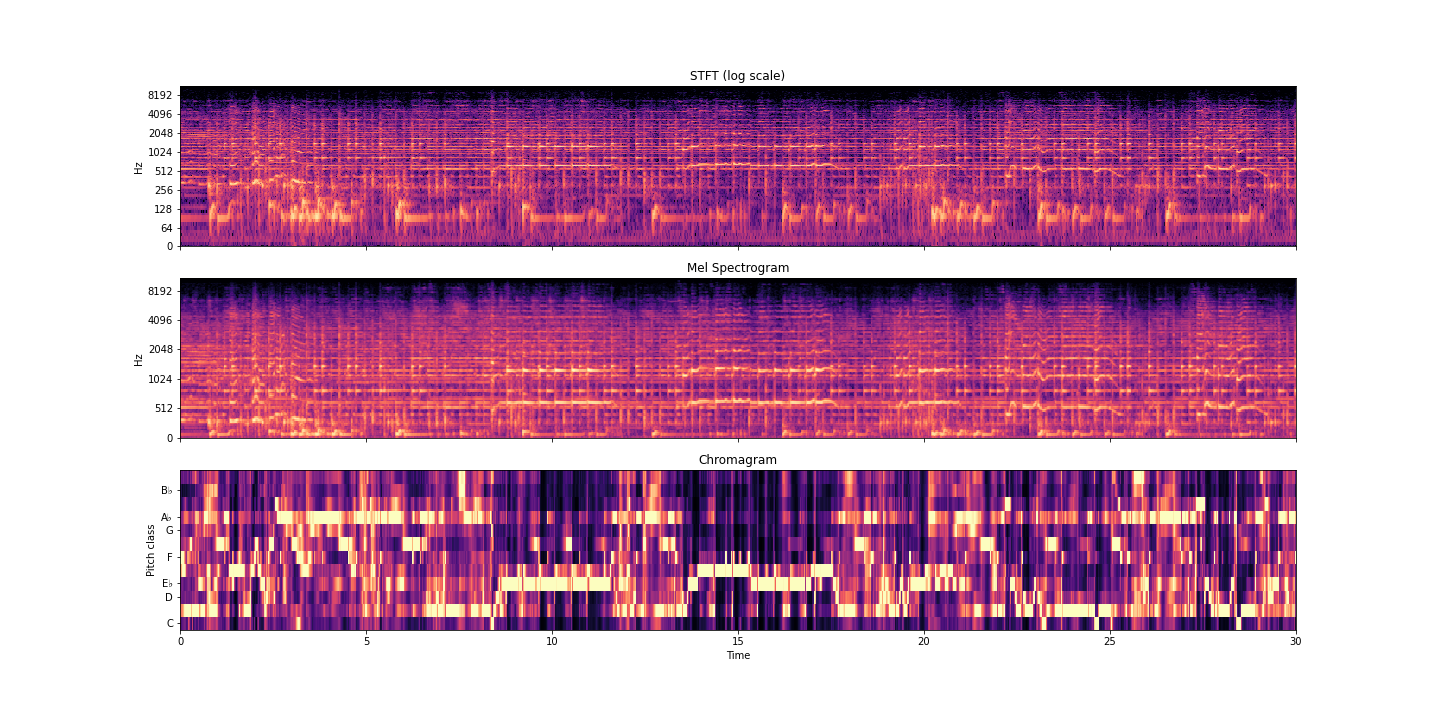 STFT (log scale)
8192
4096
2048
1024
512
256
128
64
0
Hz
Mel Spectrogram
8192
4096
2048
1024
512
0
Hz
Chromagram
B♭
A♭
G
F
E♭
D
C
Pitch class
0 5 10 15 20 25 30
Time